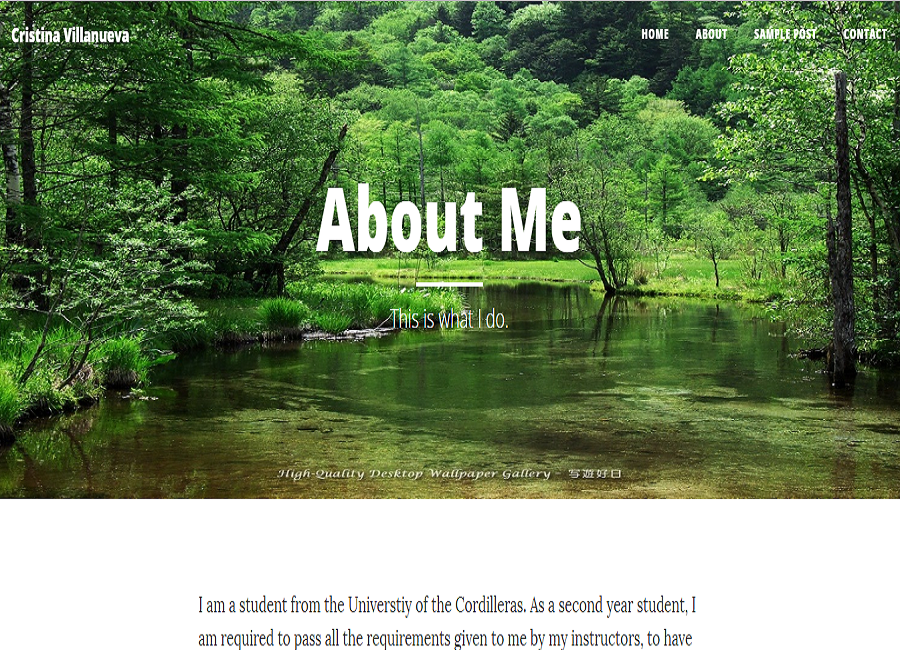 Cristina Villanueva
HOME ABOUT SAMPLE POST CONTACT
About Me
This is what I do.
High-Quality Desktop Wallpaper Gallery 写遊好日
I am a student from the Universtiy of the Cordilleras. As a second year student, I
am required to pass all the requirements given to me by my instructors, to have